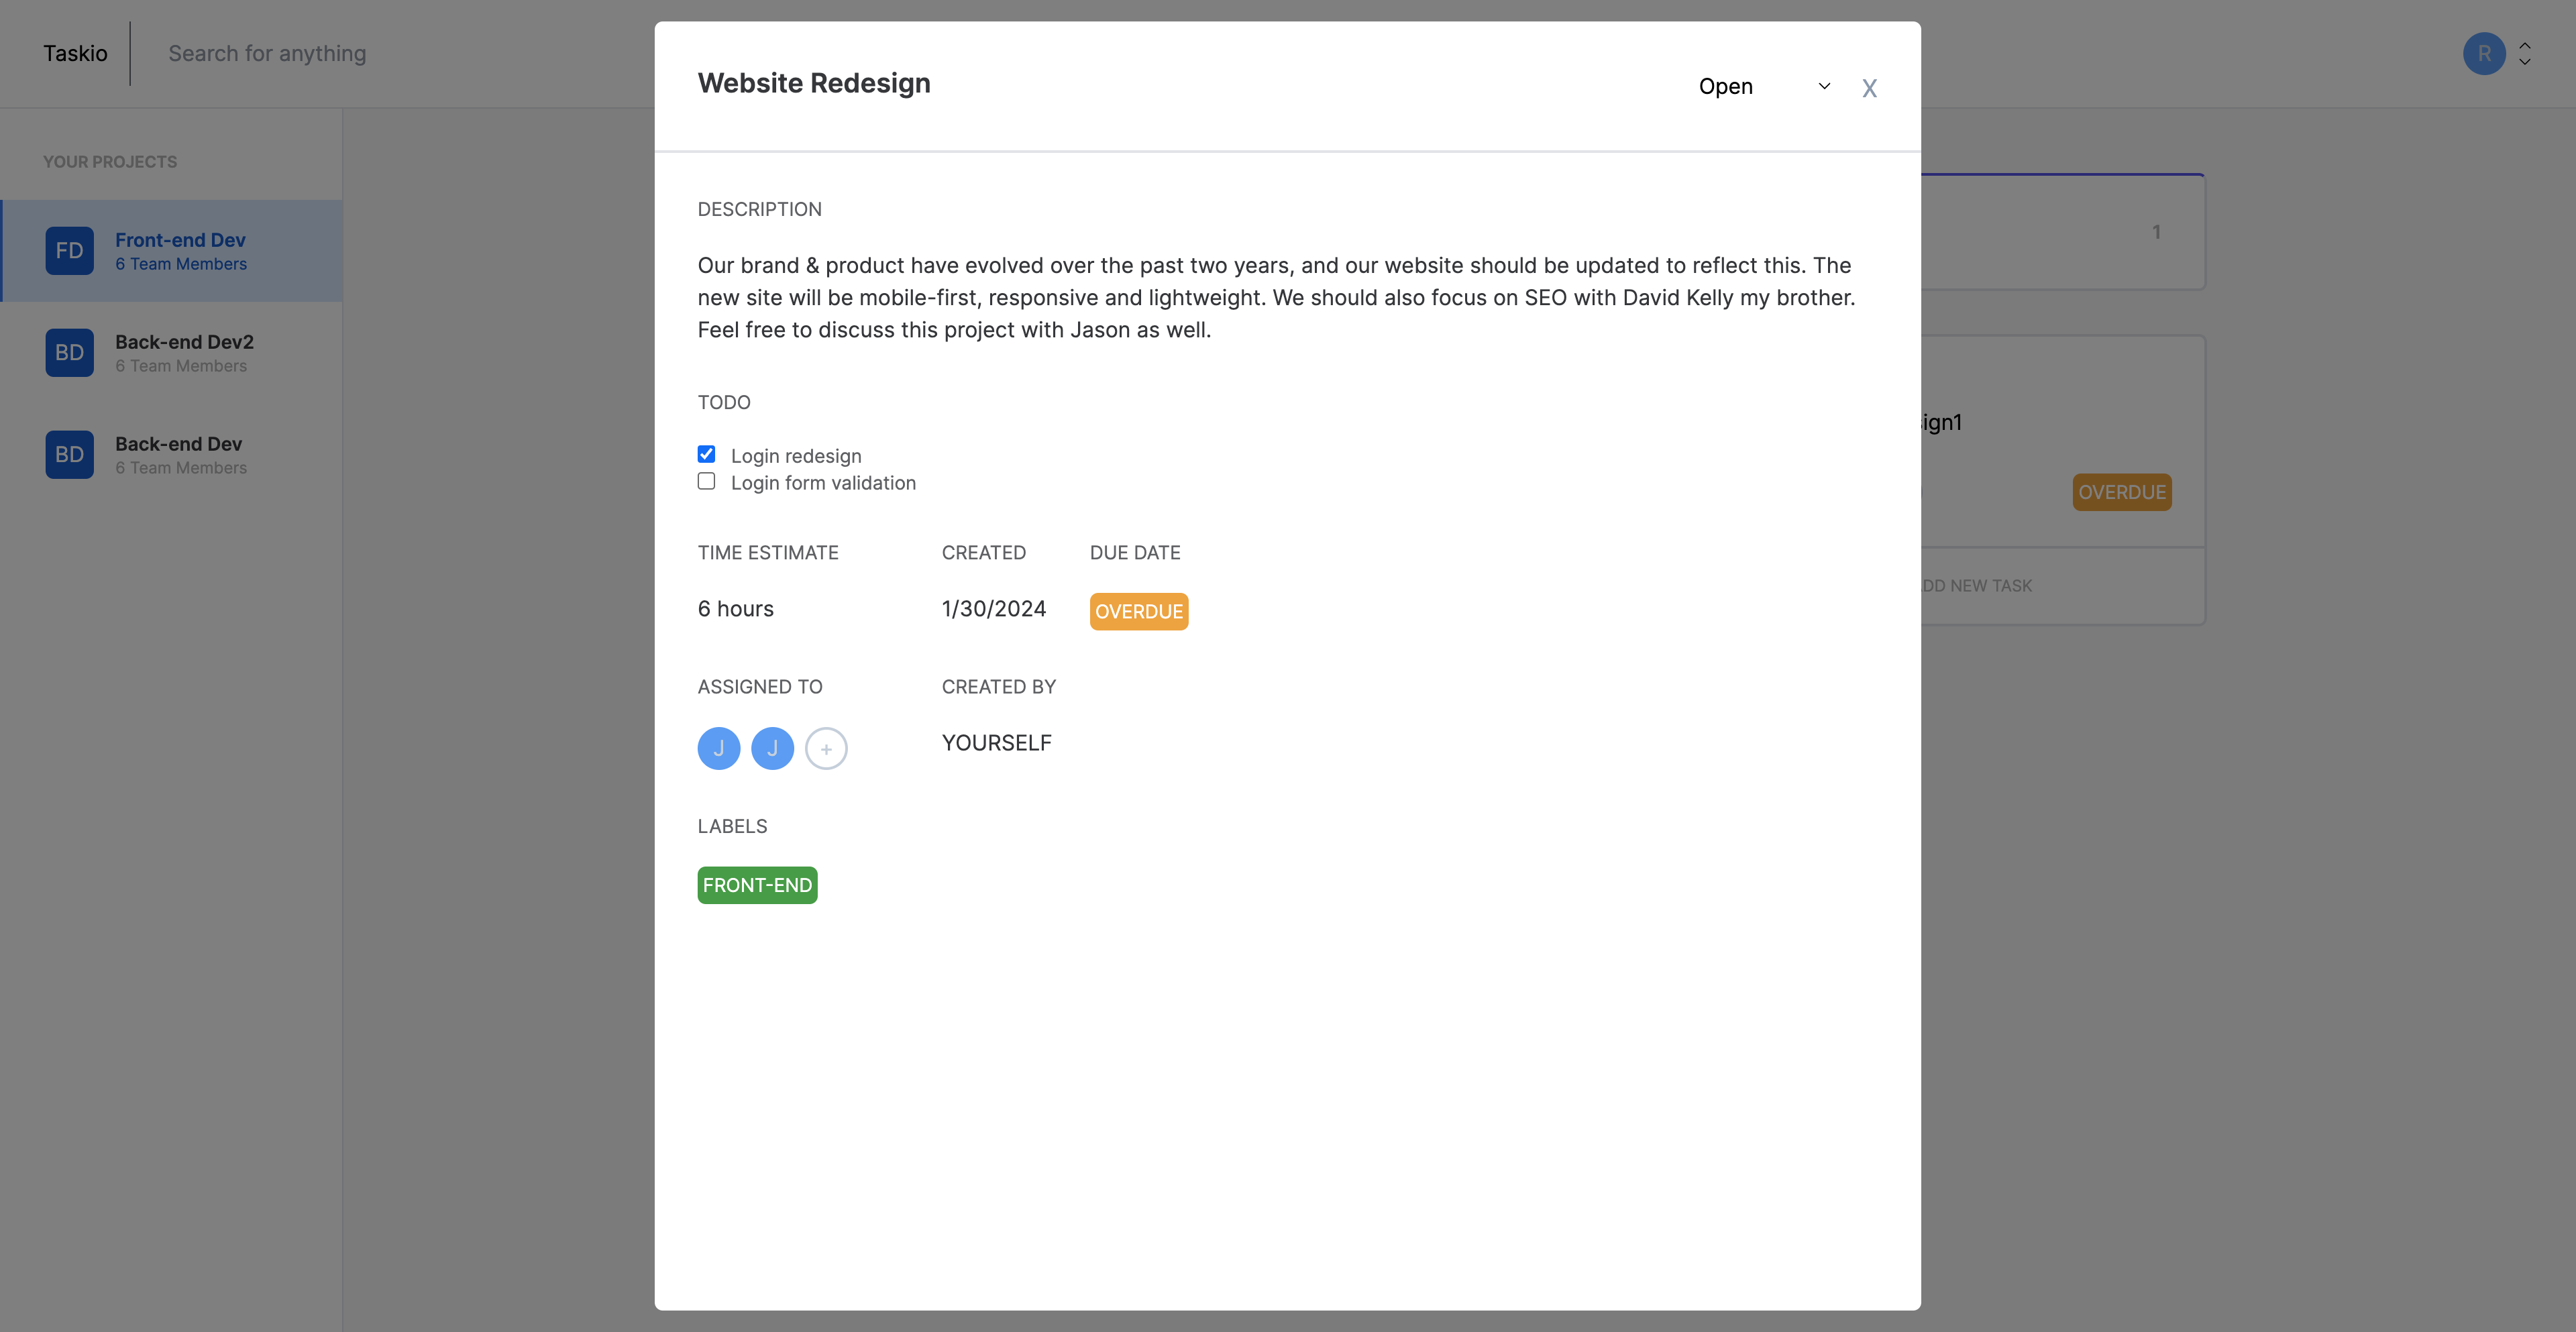 Taskio
Search for anything
R
YOUR PROJECTS
FD
Front-end Dev
6 Team Members
BD
Back-end Dev2
6 Team Members
BD
Back-end Dev
6 Team Members
Website Redesign
Open
X
DESCRIPTION
Our brand & product have evolved over the past two years, and our website should be updated to reflect this. The
new site will be mobile-first, responsive and lightweight. We should also focus on SEO with David Kelly my brother.
Feel free to discuss this project with Jason as well.
TODO
Login redesign
Login form validation
TIME ESTIMATE CREATED DUE DATE
6 hours 1/30/2024 OVERDUE
ASSIGNED TO CREATED BY
J J + YOURSELF
LABELS
FRONT-END
1
ign1
OVERDUE
DD NEW TASK